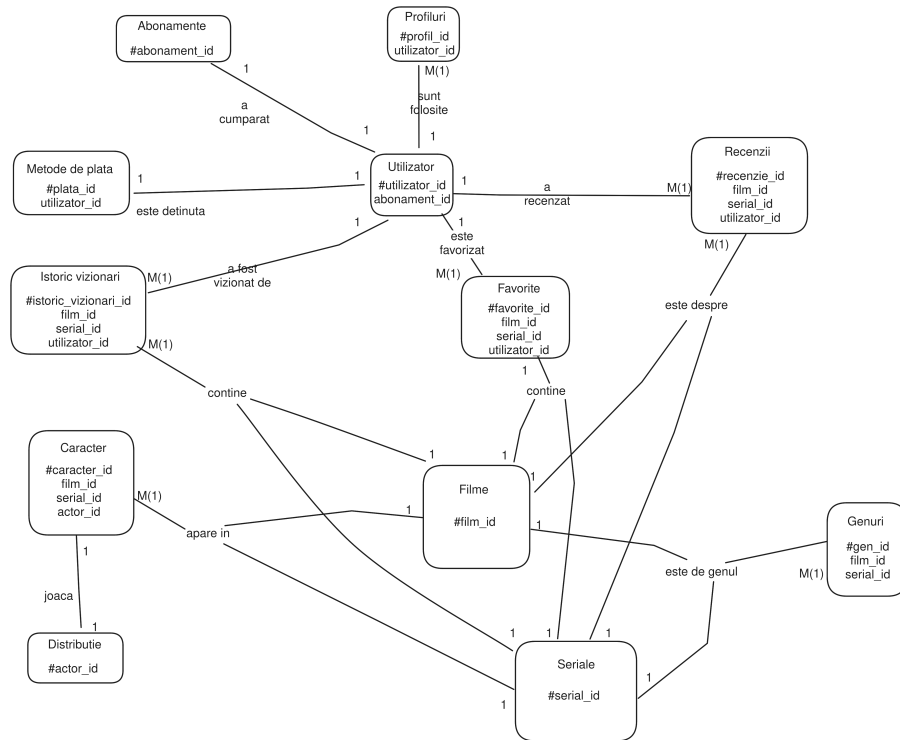 Abonamente
#abonament_id
Profiluri
#profil_id
utilizator_id
1
M(1)
a
cumparat
sunt
folosite
1
1
Metode de plata
#plata_id
utilizator_id
1
este detinuta
1
Utilizator
#utilizator_id
abonament_id
1
a
recenzat
M(1)
Recenzii
#recenzie_id
film_id
serial_id
utilizator_id
M(1)
1
1
este
favorizat
M(1)
a fost
vizionat de
M(1)
Istoric vizionari
#istoric_vizionari_id
film_id
serial_id
utilizator_id
M(1)
Favorite
#favorite_id
film_id
serial_id
utilizator_id
1
este despre
contine
contine
Caracter
#caracter_id
film_id
serial_id
actor_id
M(1)
1
1
1
Filme
#film_id
1
1
apare in
1
joaca
1
Distributie
#actor_id
este de genul
M(1)
Genuri
#gen_id
film_id
serial_id
1
1
1
Seriale
#serial_id
1
1